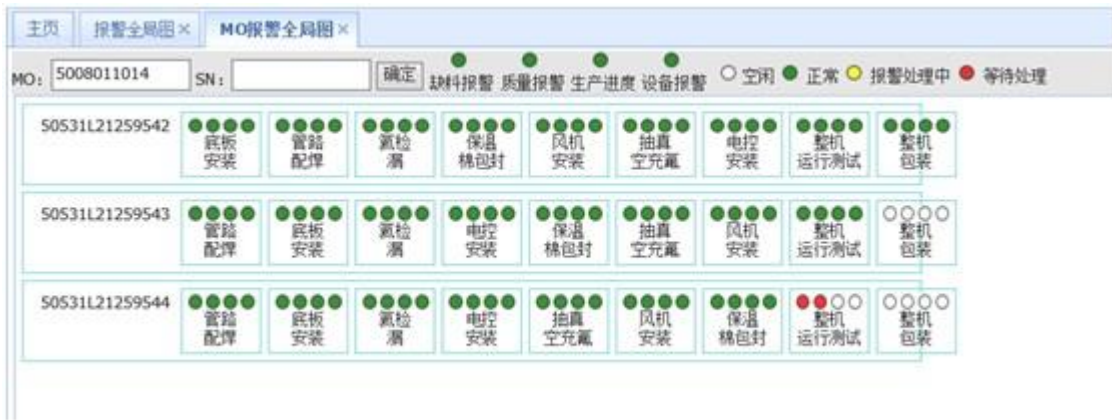 主页 报警全局图× MO报警全局图×
MO: 5008011014 SN: 确定 缺料报警 质量报警 生产进度 设备报警 空闲 正常 报警处理中 等待处理
50531L21259542
底板 管路 氦检 保温 风机 抽真 电控 整机 整机
安装 配焊 漏 棉包封 安装 空充氟 安装 运行测试 包装
50531L21259543
管路 底板 氦检 电控 保温 抽真 风机 整机 整机
配焊 安装 漏 安装 棉包封 空充氟 安装 运行测试 包装
50531L21259544
管路 底板 氦检 电控 抽真 风机 保温 整机 整机
配焊 安装 漏 安装 空充氟 安装 棉包封 运行测试 包装